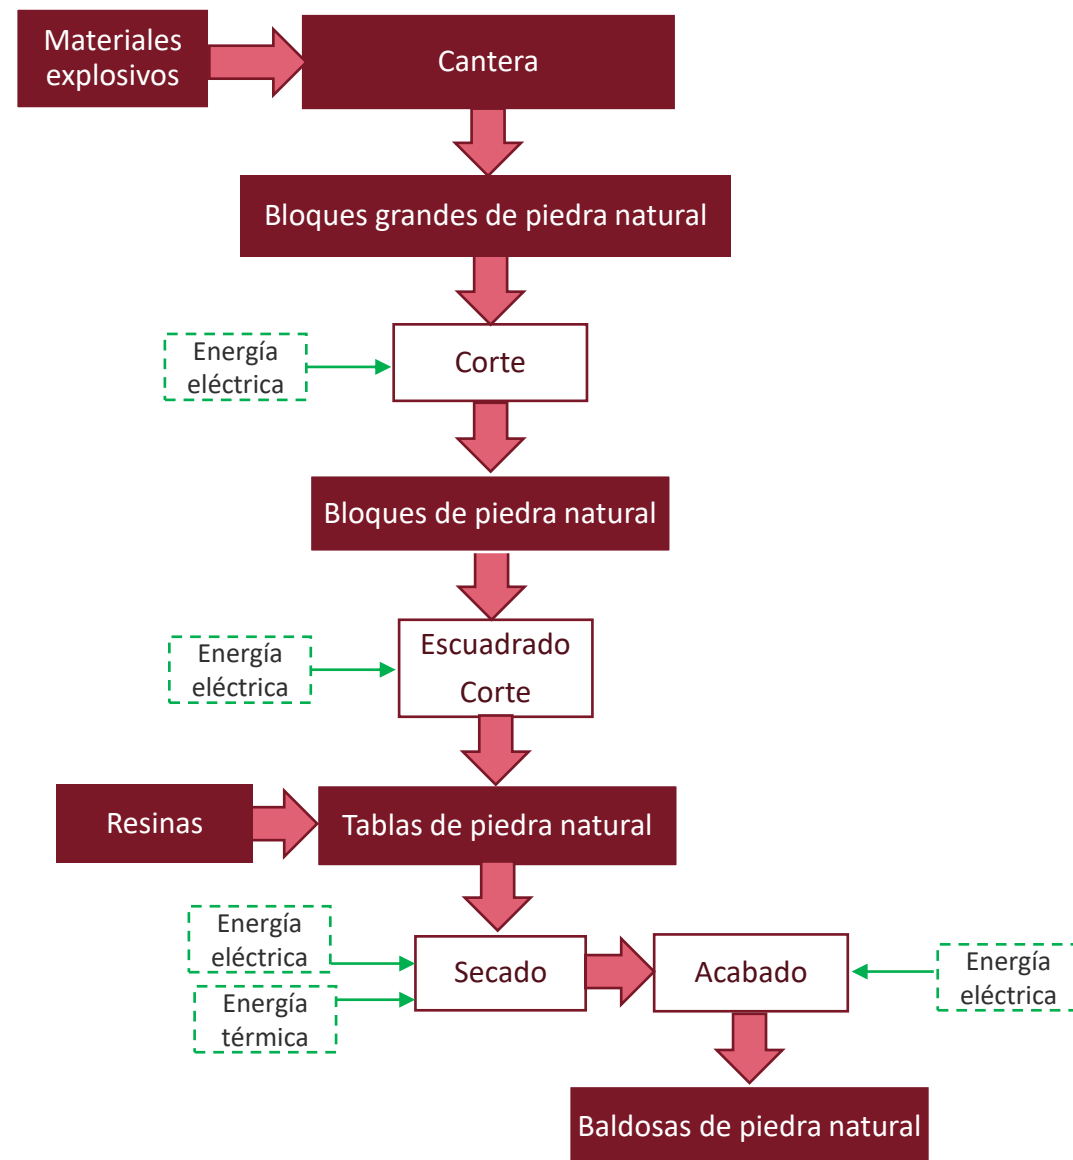 Materiales
explosivos
Cantera
Bloques grandes de piedra natural
Energía
eléctrica
Corte
Bloques de piedra natural
Energía
eléctrica
Escuadrado
Corte
Resinas
Tablas de piedra natural
Energía
eléctrica
Energía
térmica
Secado
Acabado
Energía
eléctrica
Baldosas de piedra natural